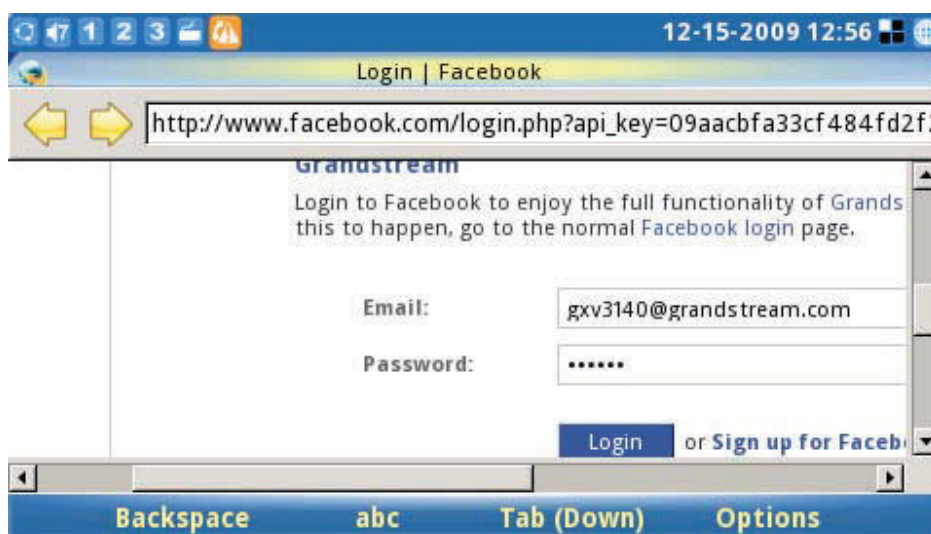 47 1 2 3 12-15-2009 12:56
Login | Facebook
http://www.facebook.com/login.php?api_key=09aacbfa33cf484fd2f
Grandstream
Login to Facebook to enjoy the full functionality of Grands
this to happen, go to the normal Facebook login page.
Email: gxv3140@grandstream.com
Password: ••••••
Login or Sign up for Faceb
Backspace abc Tab (Down) Options